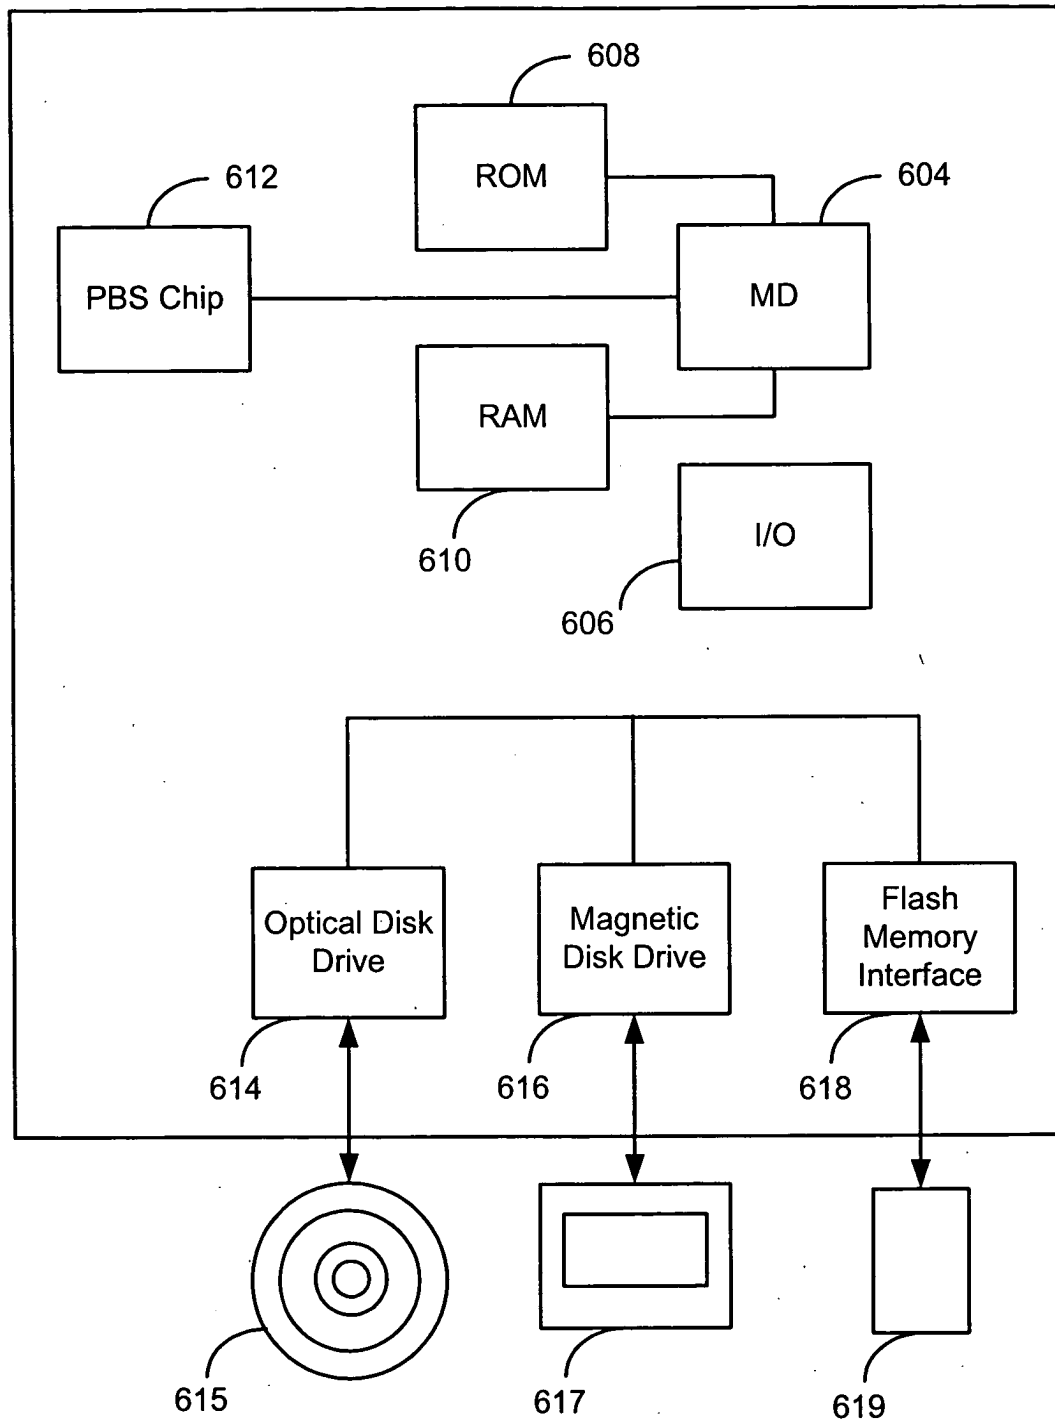 608
ROM
612
604
PBS Chip
MD
RAM
610
I/O
606
Optical Disk
Drive
Magnetic
Disk Drive
Flash
Memory
Interface
614
616
618
615
617
619